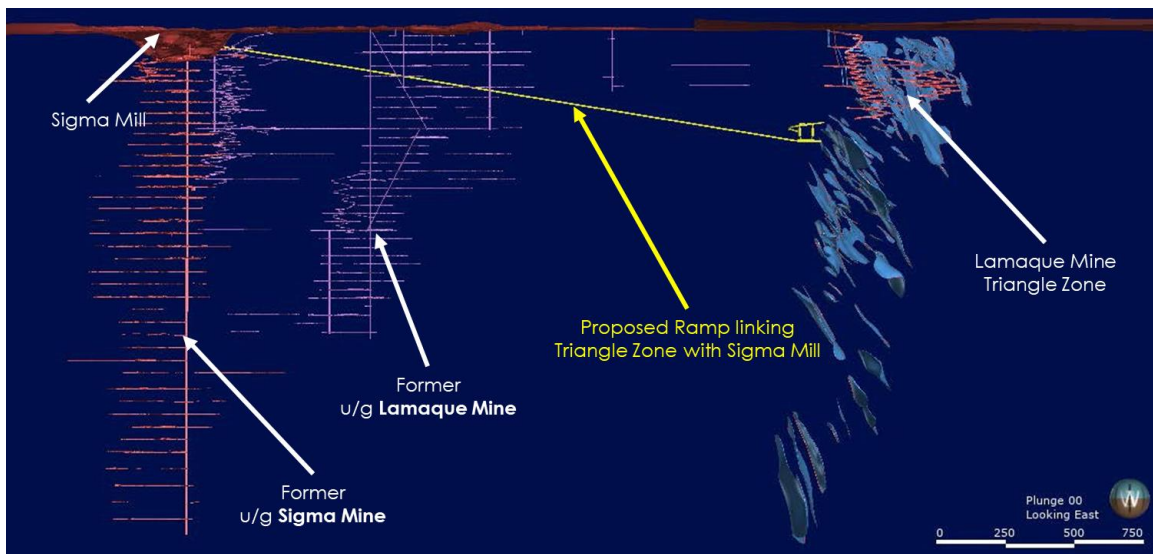 Sigma Mill
Lamaque Mine
Triangle Zone
Proposed Ramp linking
Triangle Zone with Sigma Mill
Former
u/g Lamaque Mine
Former
u/g Sigma Mine
Plunge 00
Looking East
W
0 250 500 750